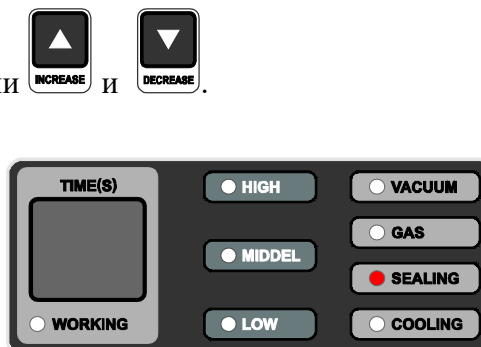 INCREASE и DECREASE.
TIME(S) HIGH VACUUM
GAS
MIDDEL
SEALING
WORKING LOW COOLING